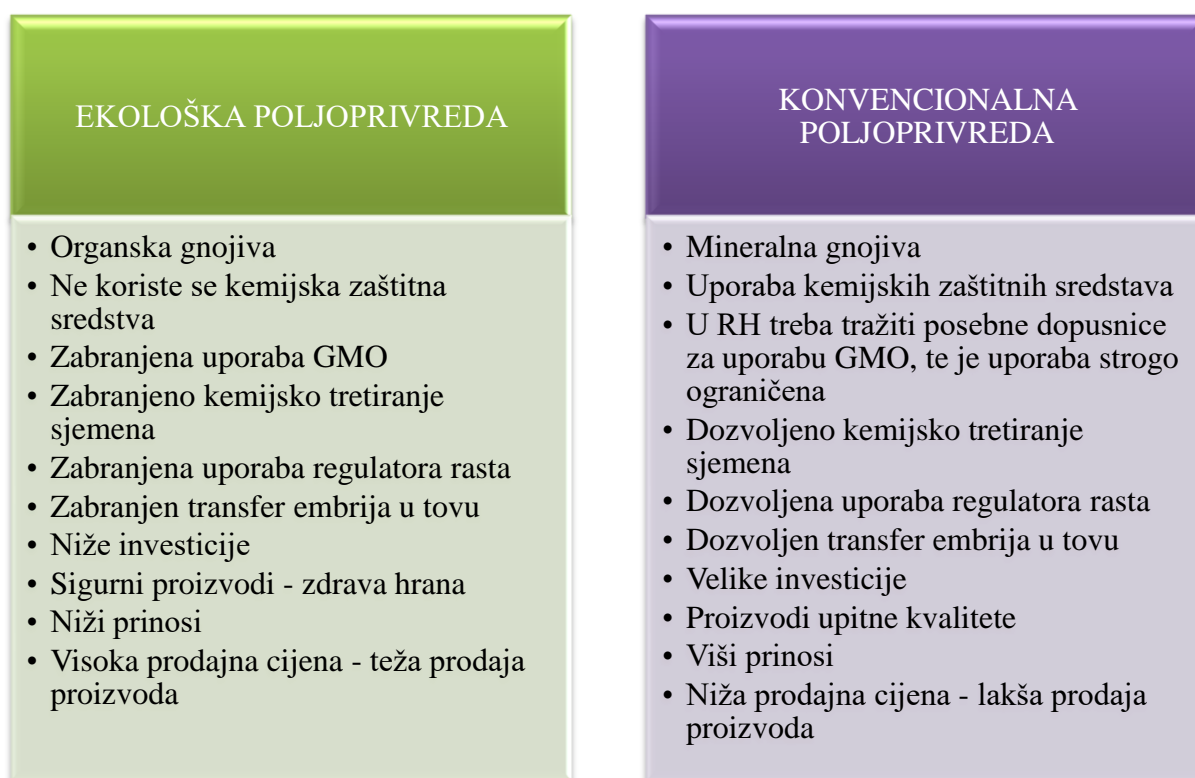 EKOLOŠKA POLJOPRIVREDA
• Organska gnojiva
• Ne koriste se kemijska zaštitna
sredstva
• Zabranjena uporaba GMO
• Zabranjeno kemijsko tretiranje
sjemena
• Zabranjena uporaba regulatora rasta
• Zabranjen transfer embrija u tovu
• Niže investicije
• Sigurni proizvodi - zdrava hrana
• Niži prinosi
• Visoka prodajna cijena - teža prodaja
proizvoda
KONVENCIONALNA
POLJOPRIVREDA
• Mineralna gnojiva
• Uporaba kemijskih zaštitnih sredstava
• U RH treba tražiti posebne dopusnice
za uporabu GMO, te je uporaba strogo
ograničena
• Dozvoljeno kemijsko tretiranje
sjemena
• Dozvoljena uporaba regulatora rasta
• Dozvoljen transfer embrija u tovu
• Velike investicije
• Proizvodi upitne kvalitete
• Viši prinosi
• Niža prodajna cijena - lakša prodaja
proizvoda